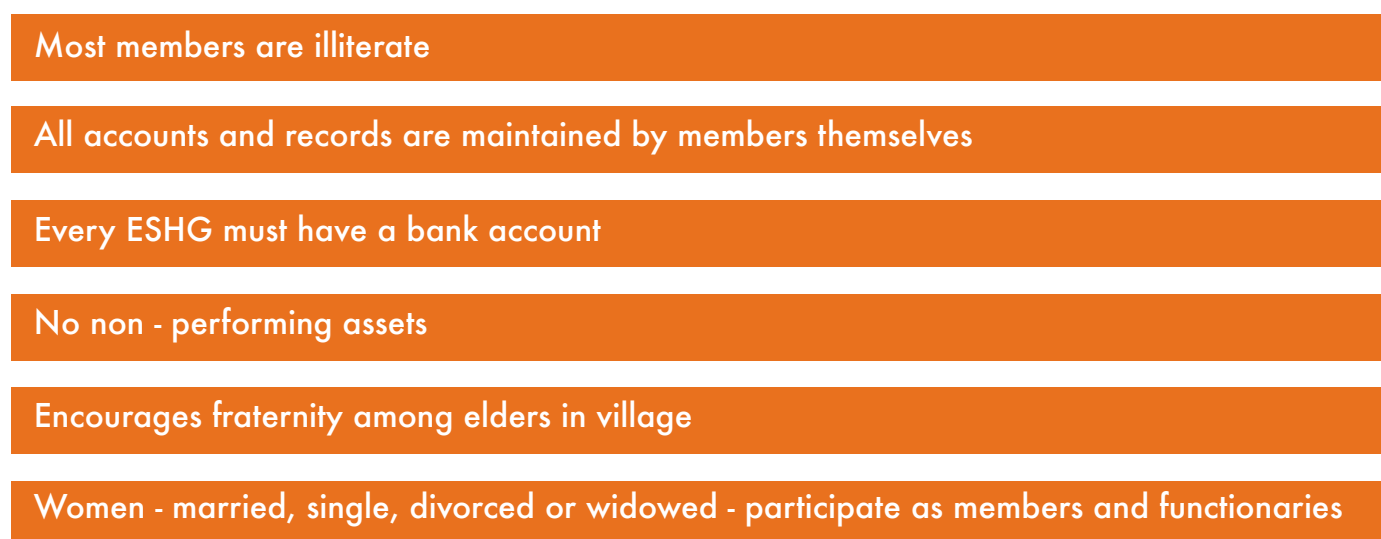 Most members are illiterate
All accounts and records are maintained by members themselves
Every ESHG must have a bank account
No non - performing assets
Encourages fraternity among elders in village
Women - married, single, divorced or widowed - participate as members and functionaries